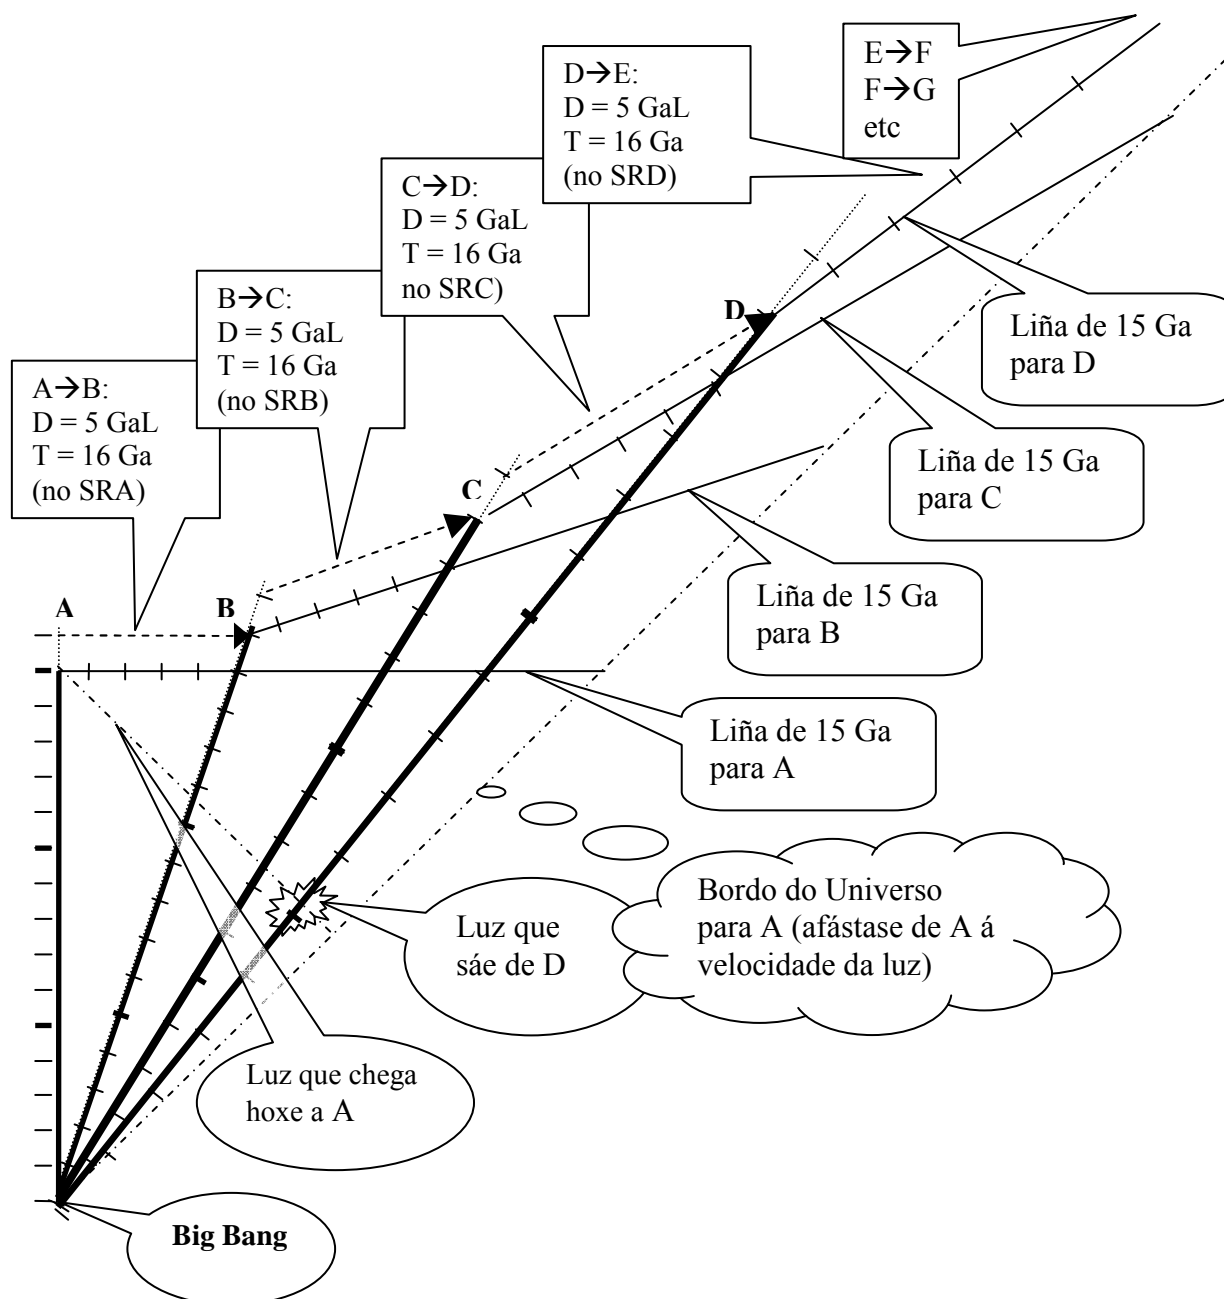 E→F
F→G
etc
D→E:
D = 5 GaL
T = 16 Ga
(no SRD)
C→D:
D = 5 GaL
T = 16 Ga
no SRC)
B→C:
D = 5 GaL
T = 16 Ga
(no SRB)
A→B:
D = 5 GaL
T = 16 Ga
(no SRA)
A
B
C
D
Liña de 15 Ga
para D
Liña de 15 Ga
para C
Liña de 15 Ga
para B
Liña de 15 Ga
para A
Bordo do Universo
para A (afástase de A á
velocidade da luz)
Luz que
sáe de D
Luz que chega
hoxe a A
Big Bang